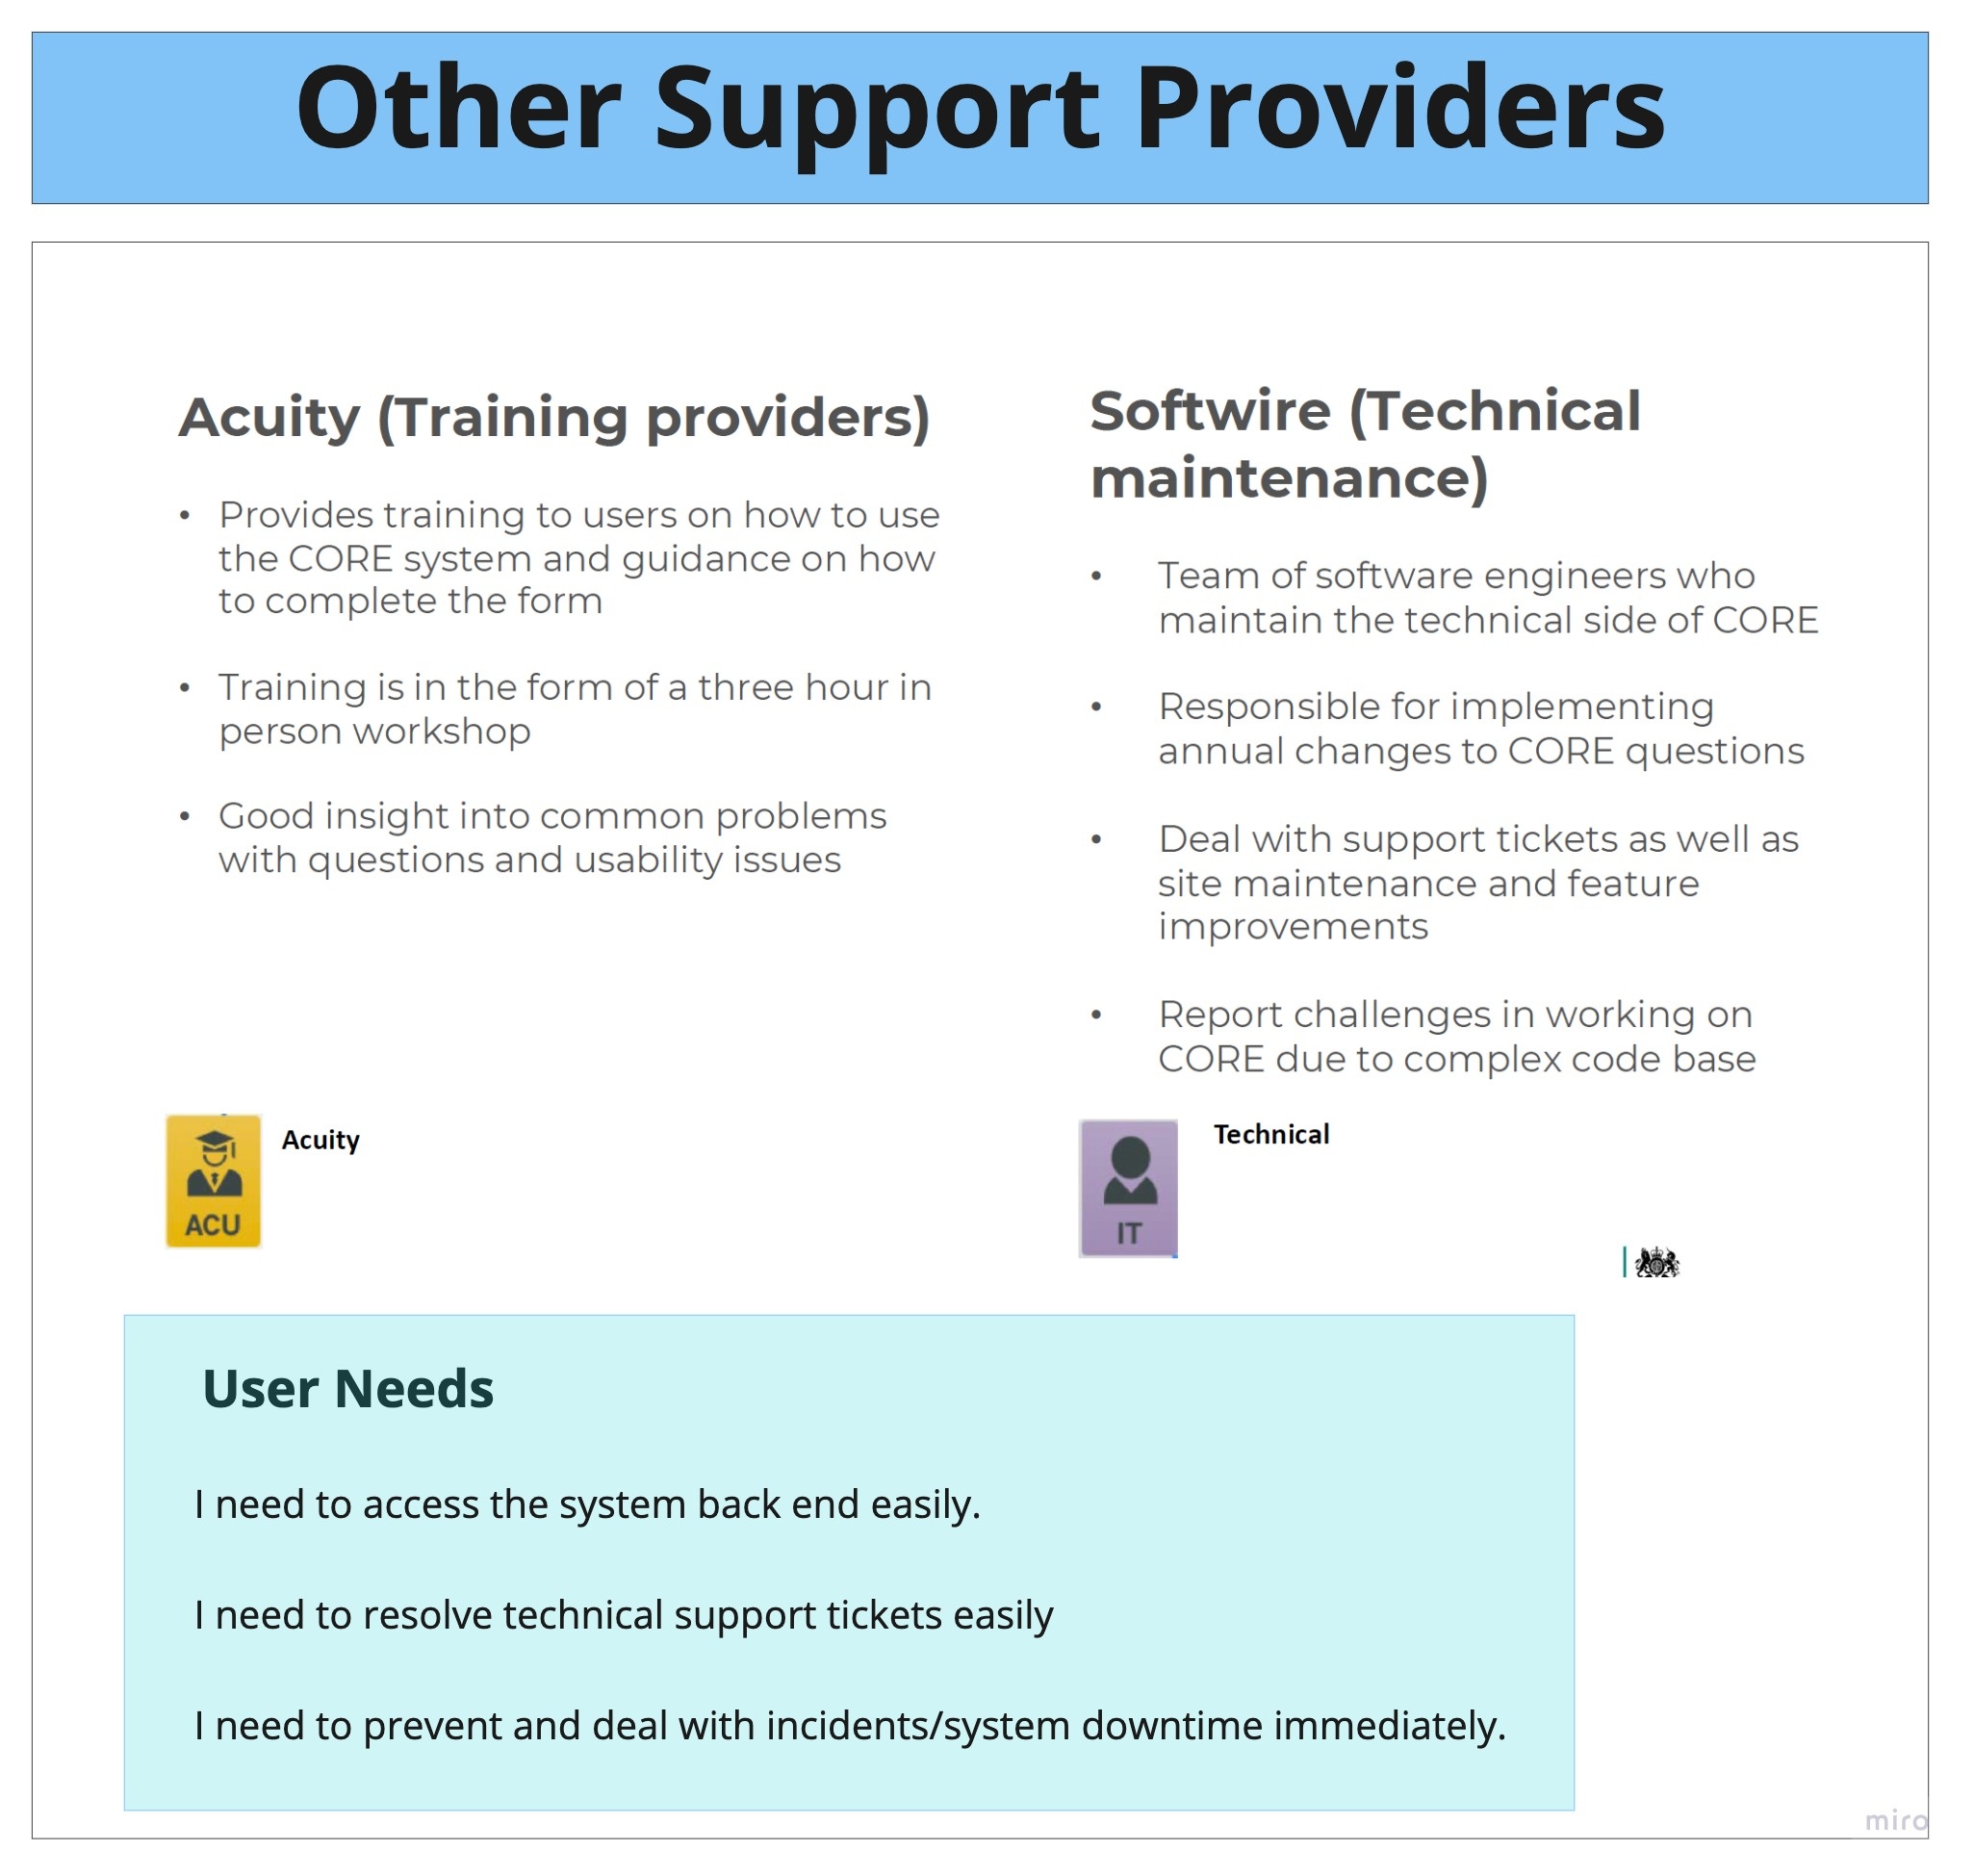 Other Support Providers
Acuity (Training providers)
• Provides training to users on how to use
the CORE system and guidance on how
to complete the form
• Training is in the form of a three hour in
person workshop
• Good insight into common problems
with questions and usability issues
Acuity
ACU
Softwire (Technical
maintenance)
• Team of software engineers who
maintain the technical side of CORE
• Responsible for implementing
annual changes to CORE questions
• Deal with support tickets as well as
site maintenance and feature
improvements
• Report challenges in working on
CORE due to complex code base
Technical
IT
User Needs
I need to access the system back end easily.
I need to resolve technical support tickets easily
I need to prevent and deal with incidents/system downtime immediately.
miro